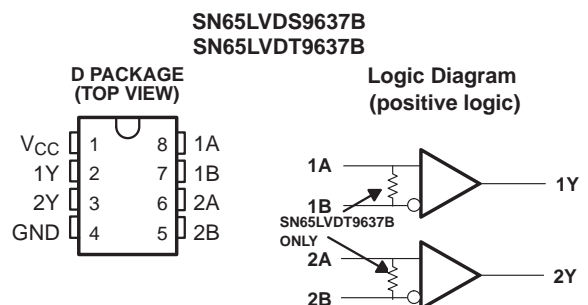 SN65LVDS9637B
SN65LVDT9637B
D PACKAGE
(TOP VIEW)
VCC 1 8 1A
1Y 2 7 1B
2Y 3 6 2A
GND 4 5 2B
Logic Diagram
(positive logic)
1A
1Y
1B
SN65LVDT9637B
ONLY
2A
2Y
2B